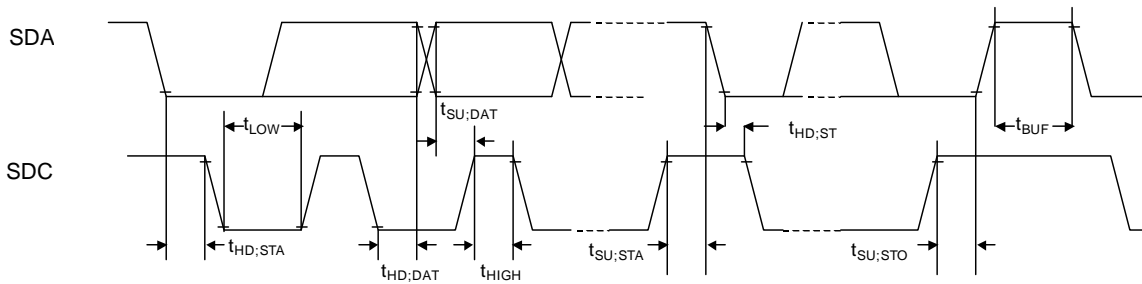 SDA
tSU;DAT
tLOW
tHD;ST
tBUF
SDC
tHD;STA
tHD;DAT
tHIGH
tSU;STA
tSU;STO